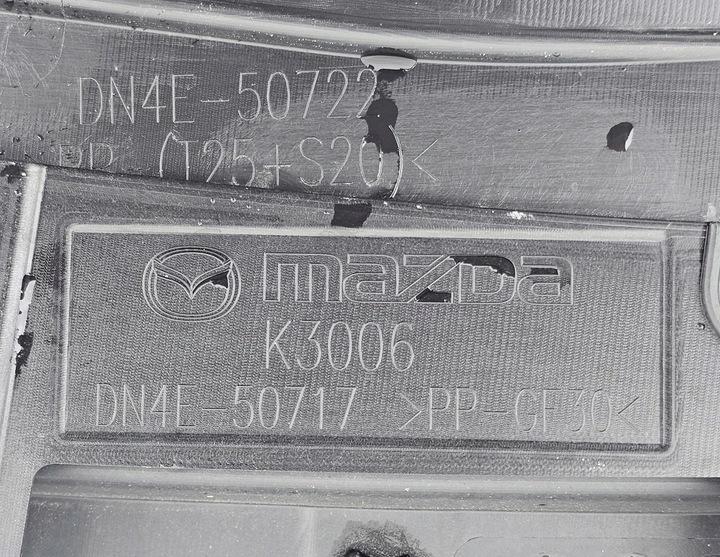 DN4E-50722
PP (T25+S20)<
mazda
K3006
DN4E-50717 >PP-GF30<